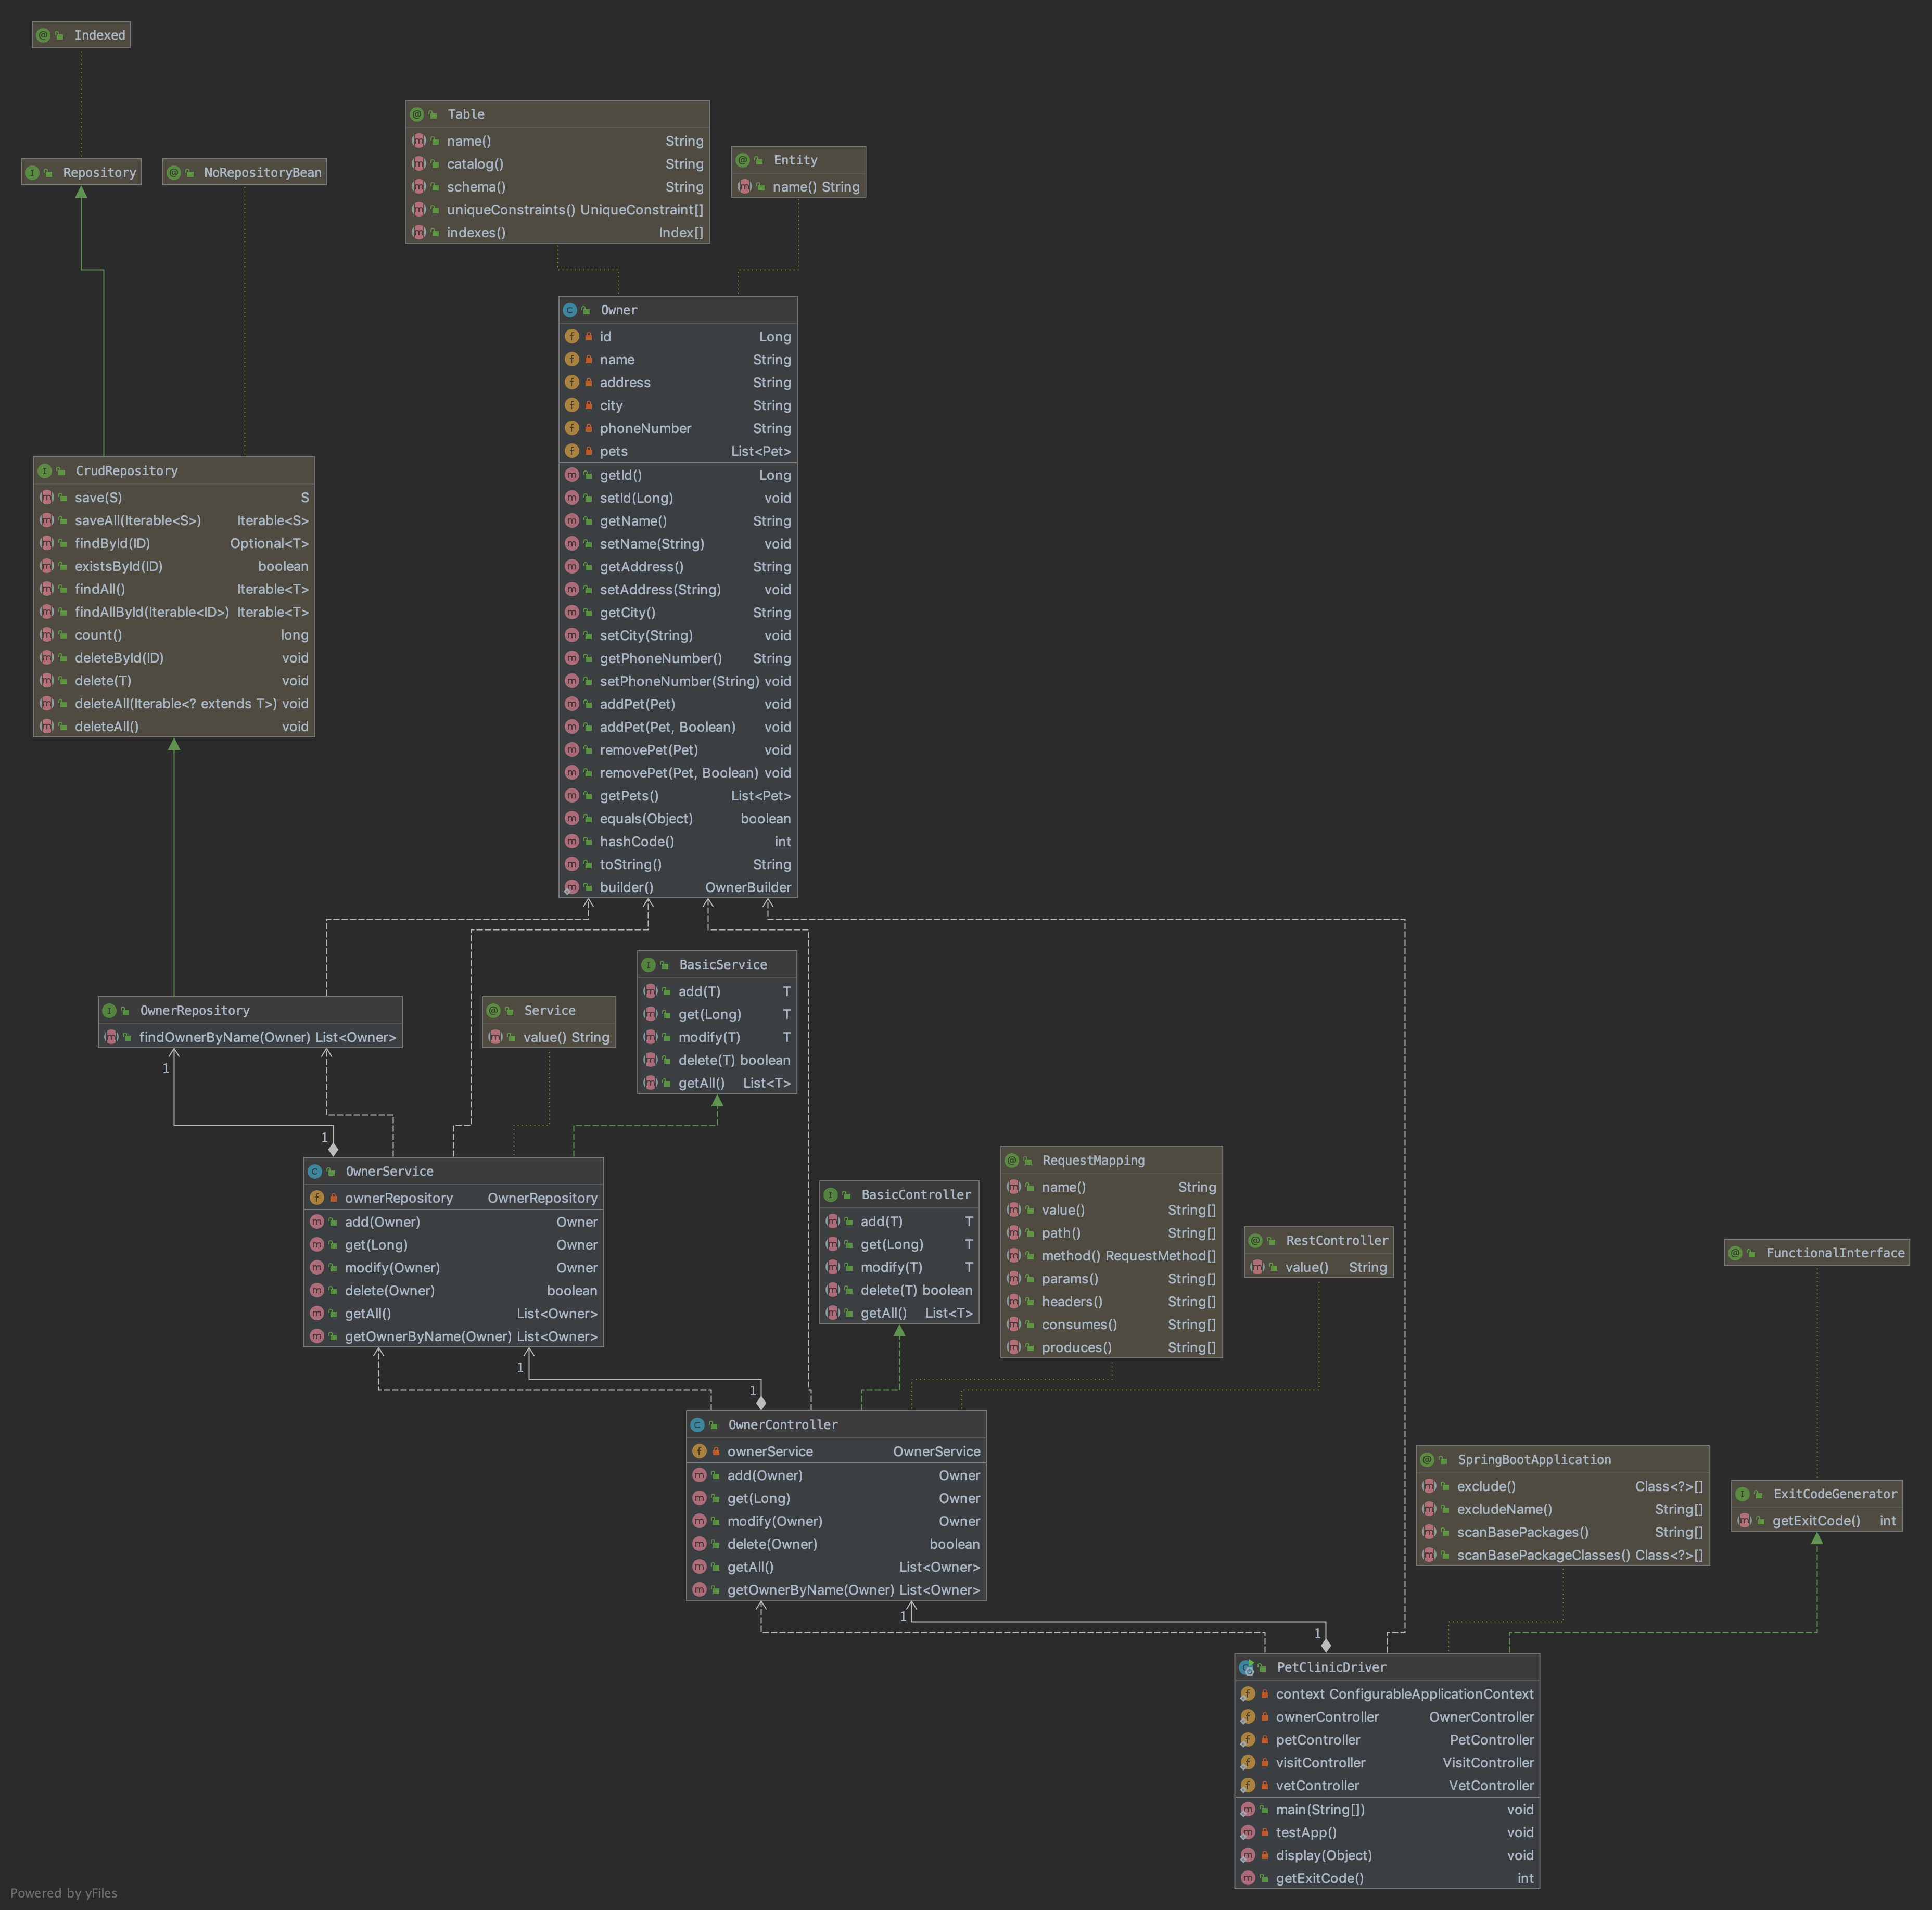 Indexed
Repository
NoRepositoryBean
Table
name() String
catalog() String
schema() String
uniqueConstraints() UniqueConstraint[]
indexes() Index[]
Entity
name() String
Owner
id Long
name String
address String
city String
phoneNumber String
pets List<Pet>
getId() Long
setId(Long) void
getName() String
setName(String) void
getAddress() String
setAddress(String) void
getCity() String
setCity(String) void
getPhoneNumber() String
setPhoneNumber(String) void
addPet(Pet) void
addPet(Pet, Boolean) void
removePet(Pet) void
removePet(Pet, Boolean) void
getPets() List<Pet>
equals(Object) boolean
hashCode() int
toString() String
builder() OwnerBuilder
CrudRepository
save(S) S
saveAll(Iterable<S>) Iterable<S>
findById(ID) Optional<T>
existsById(ID) boolean
findAll() Iterable<T>
findAllById(Iterable<ID>) Iterable<T>
count() long
deleteById(ID) void
delete(T) void
deleteAll(Iterable<? extends T>) void
deleteAll() void
OwnerRepository
findOwnerByName(Owner) List<Owner>
1
1
Service
value() String
BasicService
add(T) T
get(Long) T
modify(T) T
delete(T) boolean
getAll() List<T>
OwnerService
ownerRepository OwnerRepository
add(Owner) Owner
get(Long) Owner
modify(Owner) Owner
delete(Owner) boolean
getAll() List<Owner>
getOwnerByName(Owner) List<Owner>
1
1
BasicController
add(T) T
get(Long) T
modify(T) T
delete(T) boolean
getAll() List<T>
RequestMapping
name() String
value() String[]
path() String[]
method() RequestMethod[]
params() String[]
headers() String[]
consumes() String[]
produces() String[]
RestController
value() String
FunctionalInterface
OwnerController
ownerService OwnerService
add(Owner) Owner
get(Long) Owner
modify(Owner) Owner
delete(Owner) boolean
getAll() List<Owner>
getOwnerByName(Owner) List<Owner>
1
1
SpringBootApplication
exclude() Class<?>[]
excludeName() String[]
scanBasePackages() String[]
scanBasePackageClasses() Class<?>[]
ExitCodeGenerator
getExitCode() int
PetClinicDriver
context ConfigurableApplicationContext
ownerController OwnerController
petController PetController
visitController VisitController
vetController VetController
main(String[]) void
testApp() void
display(Object) void
getExitCode() int
Powered by yFiles